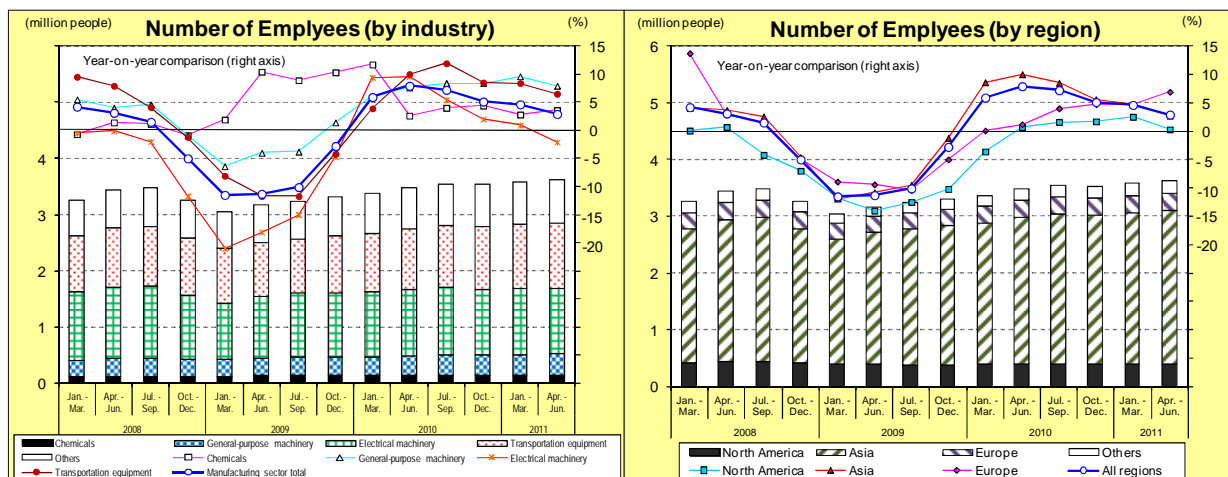 (million people)
Number of Emplyees (by industry)
(%)
Year-on-year comparison (right axis)
15
10
5
0
-5
-10
-15
-20
4
3
2
1
0
Jan. - Mar.
Apr. - Jun.
Jul. - Sep.
Oct. - Dec.
Jan. - Mar.
Apr. - Jun.
Jul. - Sep.
Oct. - Dec.
Jan. - Mar.
Apr. - Jun.
Jul. - Sep.
Oct. - Dec.
Jan. - Mar.
Apr. - Jun.
2008 2009 2010 2011
Chemicals General-purpose machinery Electrical machinery Transportation equipment
Others Chemicals General-purpose machinery Electrical machinery
Transportation equipment Manufacturing sector total
(million people)
Number of Emplyees (by region)
(%)
Year-on-year comparison (right axis)
6
5
4
3
2
1
0
15
10
5
0
-5
-10
-15
-20
Jan. - Mar.
Apr. - Jun.
Jul. - Sep.
Oct. - Dec.
Jan. - Mar.
Apr. - Jun.
Jul. - Sep.
Oct. - Dec.
Jan. - Mar.
Apr. - Jun.
Jul. - Sep.
Oct. - Dec.
Jan. - Mar.
Apr. - Jun.
2008 2009 2010 2011
North America Asia Europe Others
North America Asia Europe All regions